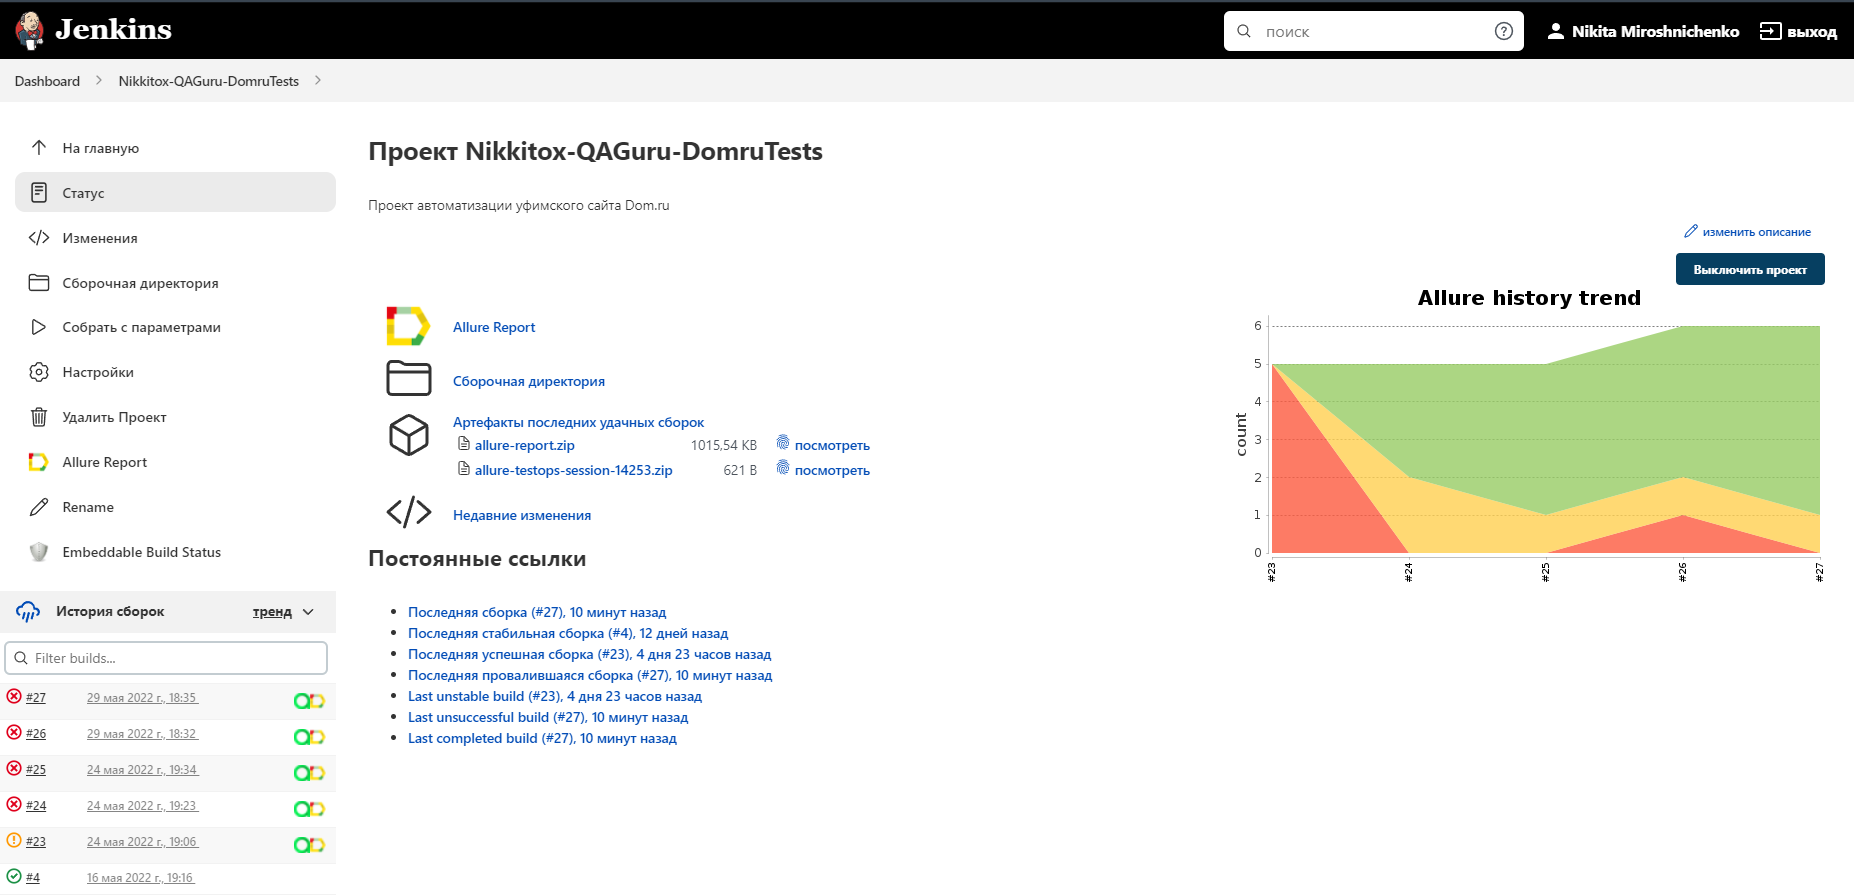 Jenkins
поиск
Nikita Miroshnichenko
выход
Dashboard
Nikkitox-QAGuru-DomruTests
На главную
Статус
Изменения
Сборочная директория
Собрать с параметрами
Настройки
Удалить Проект
Allure Report
Rename
Embeddable Build Status
История сборок
тренд
Filter builds...
#27 29 мая 2022 г., 18:35
#26 29 мая 2022 г., 18:32
#25 24 мая 2022 г., 19:34
#24 24 мая 2022 г., 19:23
#23 24 мая 2022 г., 19:06
#4 16 мая 2022 г., 19:16
Проект Nikkitox-QAGuru-DomruTests
Проект автоматизации уфимского сайта Dom.ru
изменить описание
Выключить проект
Allure Report
Сборочная директория
Артефакты последних удачных сборок
allure-report.zip 1015,54 KB посмотреть
allure-testops-session-14253.zip 621 B посмотреть
Недавние изменения
Постоянные ссылки
Последняя сборка (#27), 10 минут назад
Последняя стабильная сборка (#4), 12 дней назад
Последняя успешная сборка (#23), 4 дня 23 часов назад
Последняя провалившаяся сборка (#27), 10 минут назад
Last unstable build (#23), 4 дня 23 часов назад
Last unsuccessful build (#27), 10 минут назад
Last completed build (#27), 10 минут назад
Allure history trend
count
6
5
4
3
2
1
0
#23
#24
#25
#26
#27